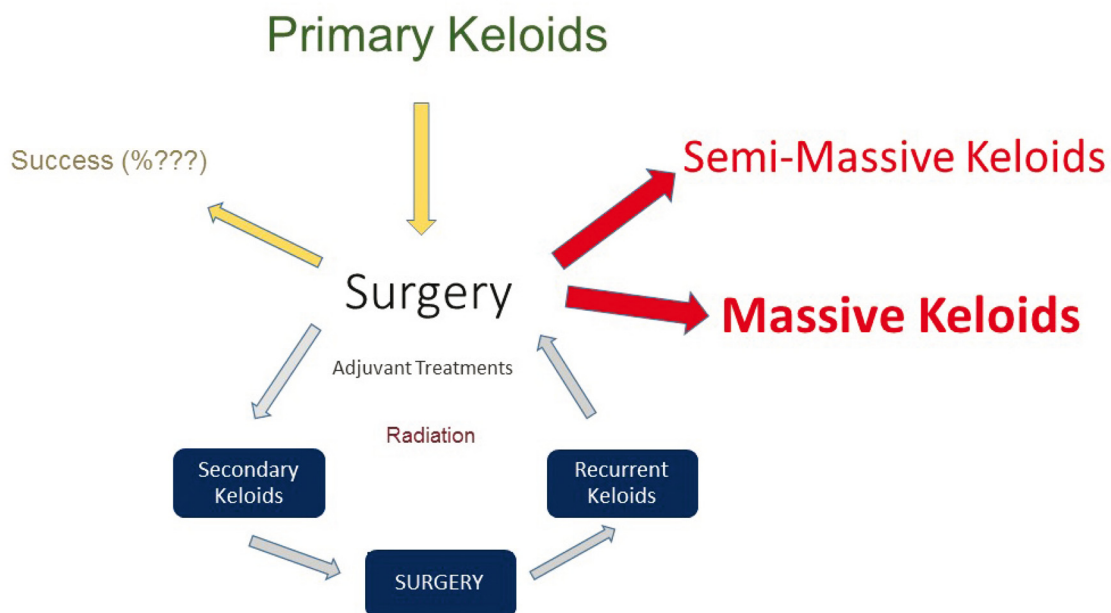 Primary Keloids
Success (%???)
Semi-Massive Keloids
Surgery
Massive Keloids
Adjuvant Treatments
Radiation
Secondary
Keloids
Recurrent
Keloids
SURGERY